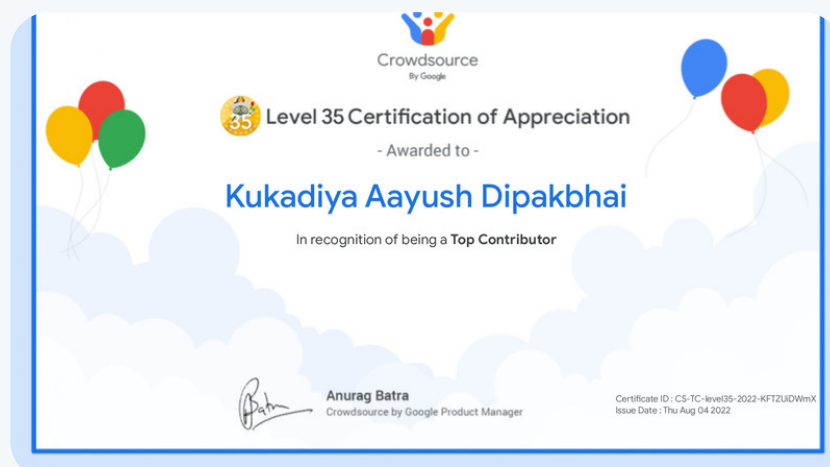 Crowdsource
By Google
35
Level 35 Certification of Appreciation
- Awarded to -
Kukadiya Aayush Dipakbhai
In recognition of being a Top Contributor
Batra
Anurag Batra
Crowdsource by Google Product Manager
Certificate ID : CS-TC-level35-2022-KFTZUiDWmX
Issue Date : Thu Aug 04 2022